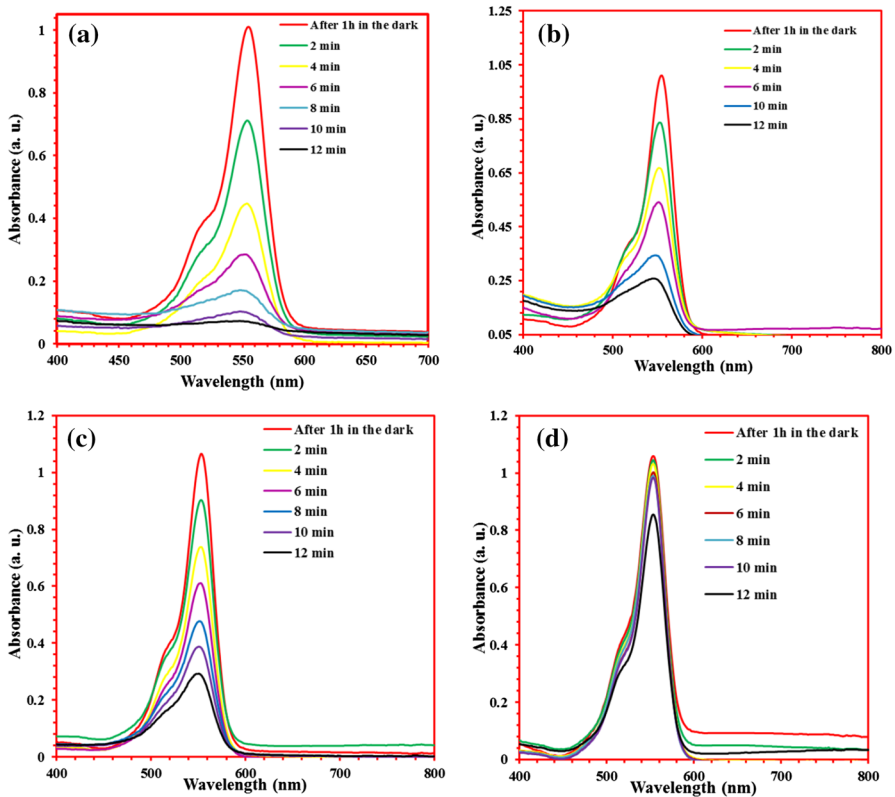 (a)
After 1h in the dark
2 min
4 min
6 min
8 min
10 min
12 min
1
0.8
0.6
0.4
0.2
0
400
450
500
550
600
650
700
Absorbance (a. u.)
Wavelength (nm)
(b)
After 1h in the dark
2 min
4 min
6 min
10 min
12 min
1.25
1.05
0.85
0.65
0.45
0.25
0.05
400
500
600
700
800
Absorbance (a. u.)
Wavelength (nm)
(c)
After 1h in the dark
2 min
4 min
6 min
8 min
10 min
12 min
1.2
1
0.8
0.6
0.4
0.2
0
400
500
600
700
800
Absorbance (a. u.)
Wavelength (nm)
(d)
After 1h in the dark
2 min
4 min
6 min
8 min
10 min
12 min
1.2
1
0.8
0.6
0.4
0.2
0
400
500
600
700
800
Absorbance (a. u.)
Wavelength (nm)